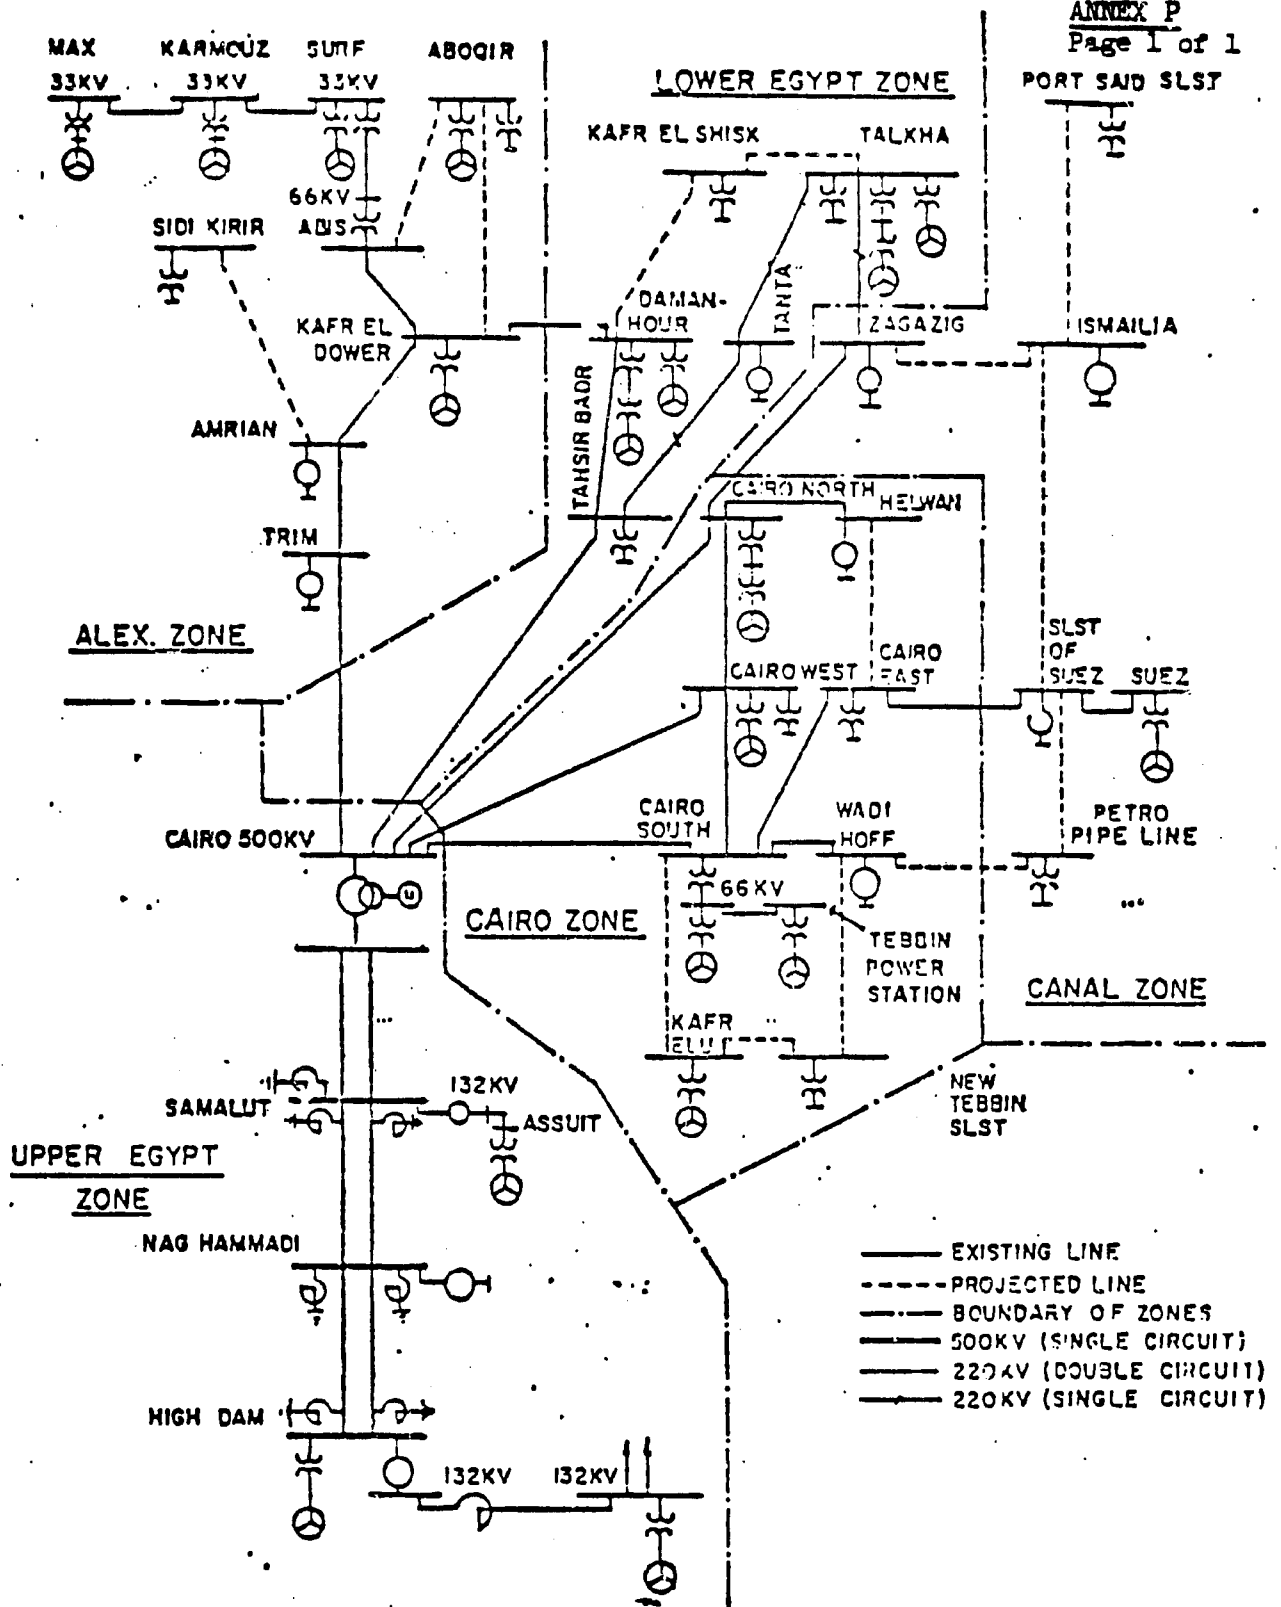 ANNEX P
Page 1 of 1
MAX
33KV
KARMOUZ
33KV
SUTF
33KV
ABOQIR
LOWER EGYPT ZONE
PORT SAID SLST
KAFR EL SHISK
TALKHA
66KV
ABIS
SIDI KIRIR
KAFR EL
DOWER
DAMAN-
HOUR
TANTA
ZAGAZIG
ISMAILIA
AMRIAN
TAHSIR BADR
CAIRO NORTH
HELWAN
TRIM
ALEX. ZONE
CAIRO WEST
CAIRO
EAST
SLST
OF
SUEZ
SUEZ
CAIRO 500KV
CAIRO
SOUTH
WADI
HOFF
PETRO
PIPE LINE
66KV
CAIRO ZONE
TEBBIN
POWER
STATION
CANAL ZONE
KAFR
ELU
NEW
TEBBIN
SLST
SAMALUT
132KV
ASSUIT
UPPER EGYPT
ZONE
NAG HAMMADI
EXISTING LINE
PROJECTED LINE
BOUNDARY OF ZONES
500KV (SINGLE CIRCUIT)
220KV (DOUBLE CIRCUIT)
220KV (SINGLE CIRCUIT)
HIGH DAM
132KV
132KV